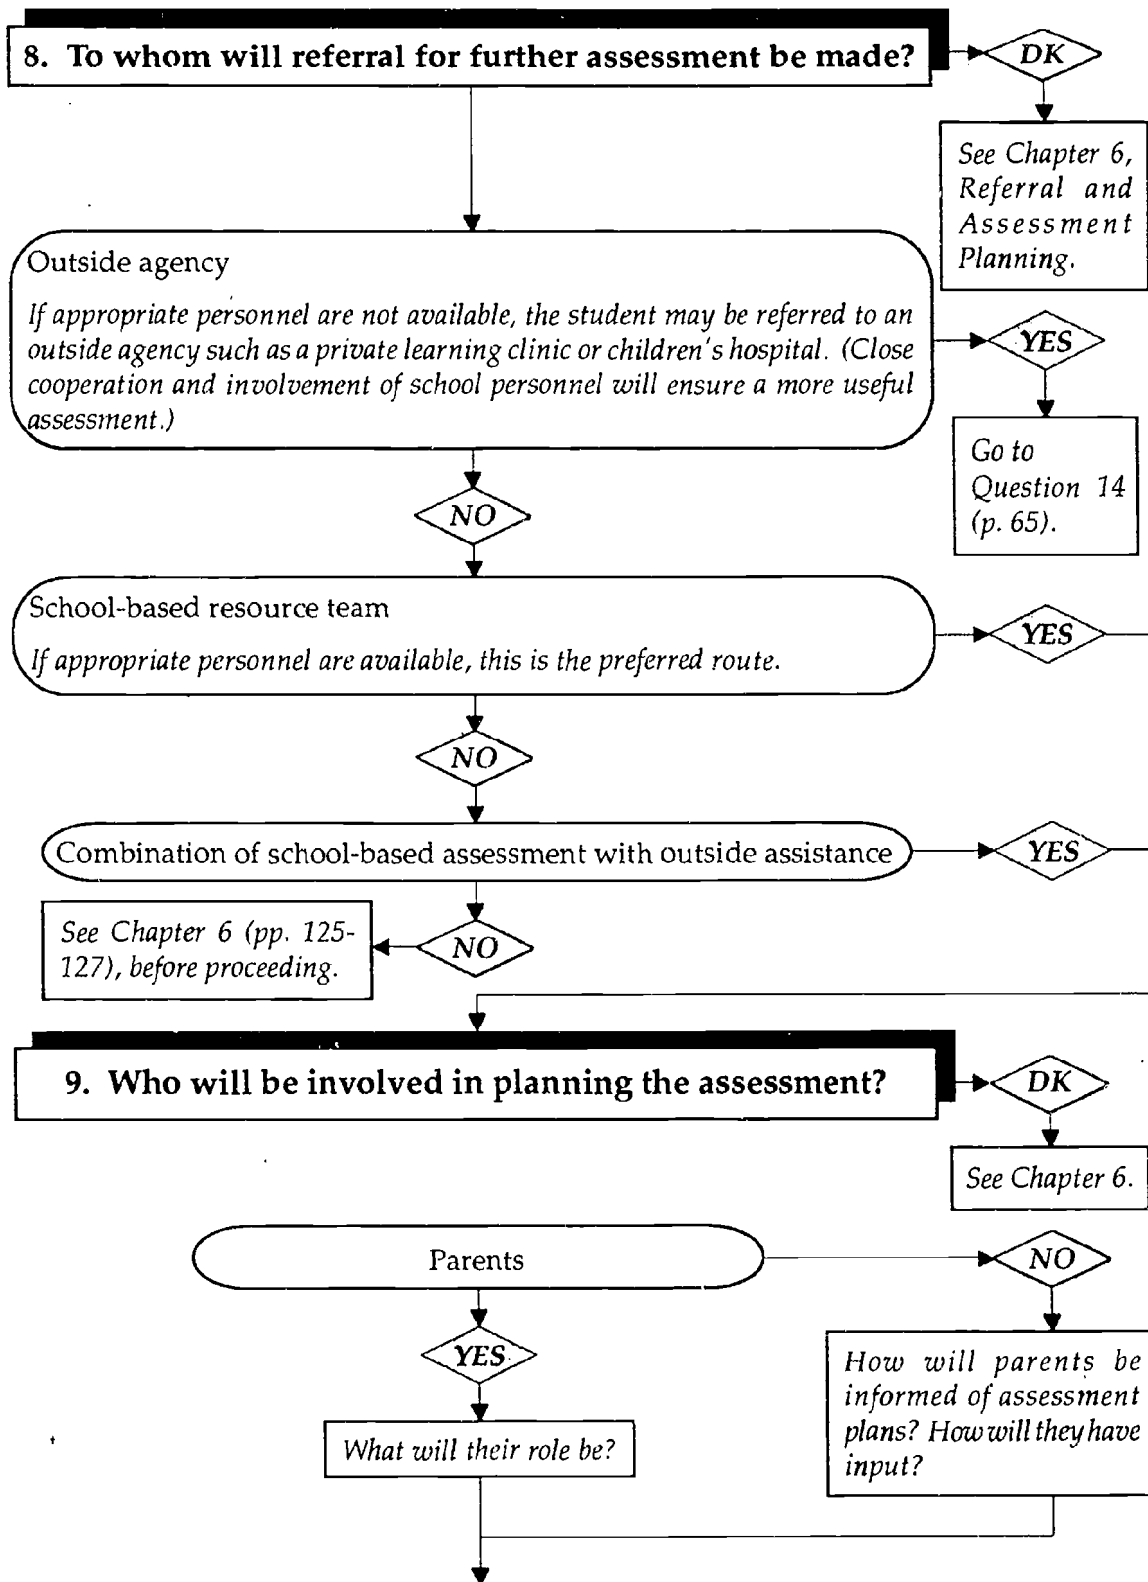 8. To whom will referral for further assessment be made?
DK
See Chapter 6,
Referral and
Assessment
Planning.
Outside agency
If appropriate personnel are not available, the student may be referred to an
outside agency such as a private learning clinic or children's hospital. (Close
cooperation and involvement of school personnel will ensure a more useful
assessment.)
YES
Go to
Question 14
(p. 65).
NO
School-based resource team
If appropriate personnel are available, this is the preferred route.
YES
NO
Combination of school-based assessment with outside assistance
YES
NO
See Chapter 6 (pp. 125-
127), before proceeding.
9. Who will be involved in planning the assessment?
DK
See Chapter 6.
Parents
NO
YES
How will parents be
informed of assessment
plans? How will they have
input?
What will their role be?